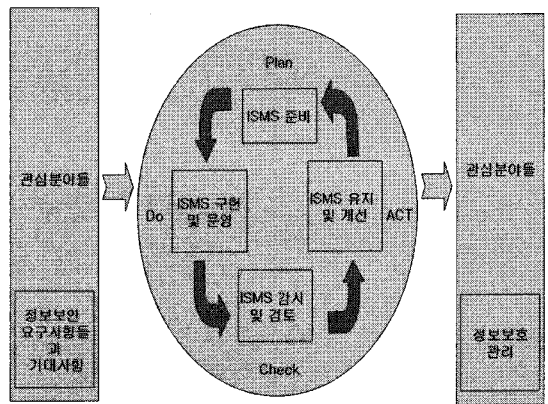 Plan
ISMS 준비
관심분야들
관심분야들
Do
ISMS 구현
및 운영
ISMS 유지
및 개선
ACT
ISMS 감시
및 검토
Check
정보보안
요구사항들
과
기대사항
정보보호
관리